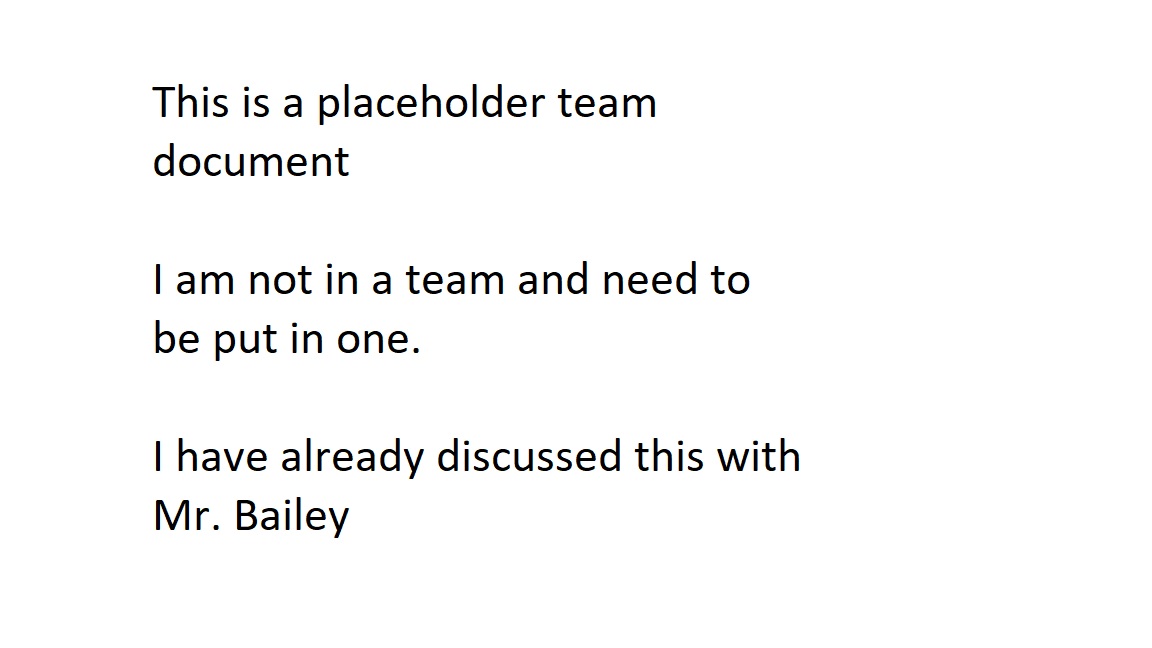 This is a placeholder team
document
I am not in a team and need to
be put in one.
I have already discussed this with
Mr. Bailey